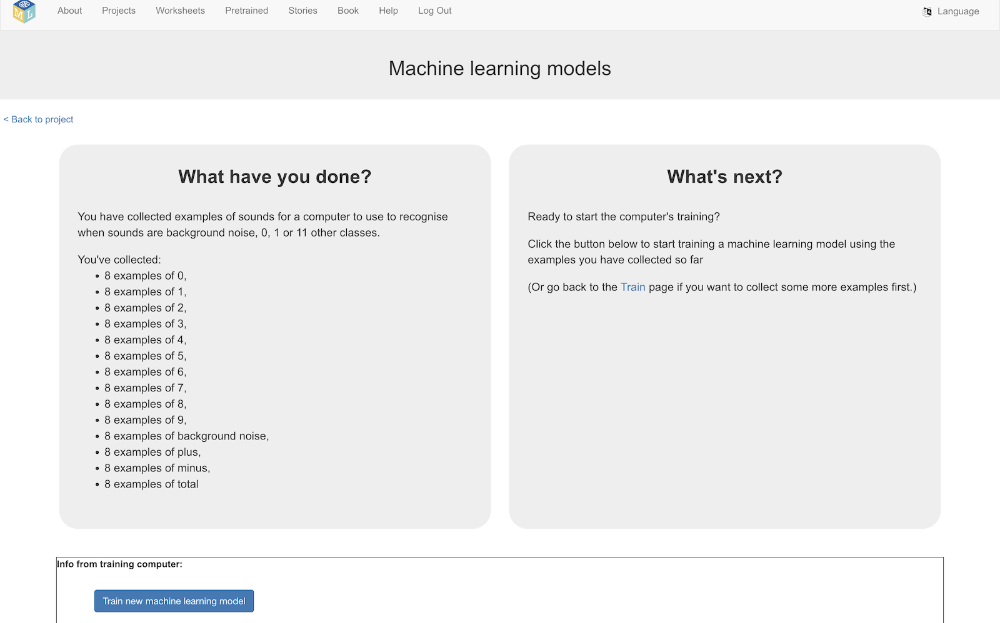 ML
About Projects Worksheets Pretrained Stories Book Help Log Out Language
Machine learning models
< Back to project
What have you done?
You have collected examples of sounds for a computer to use to recognise
when sounds are background noise, 0, 1 or 11 other classes.
You've collected:
• 8 examples of 0,
• 8 examples of 1,
• 8 examples of 2,
• 8 examples of 3,
• 8 examples of 4,
• 8 examples of 5,
• 8 examples of 6,
• 8 examples of 7,
• 8 examples of 8,
• 8 examples of 9,
• 8 examples of background noise,
• 8 examples of plus,
• 8 examples of minus,
• 8 examples of total
What's next?
Ready to start the computer's training?
Click the button below to start training a machine learning model using the
examples you have collected so far
(Or go back to the Train page if you want to collect some more examples first.)
Info from training computer:
Train new machine learning model